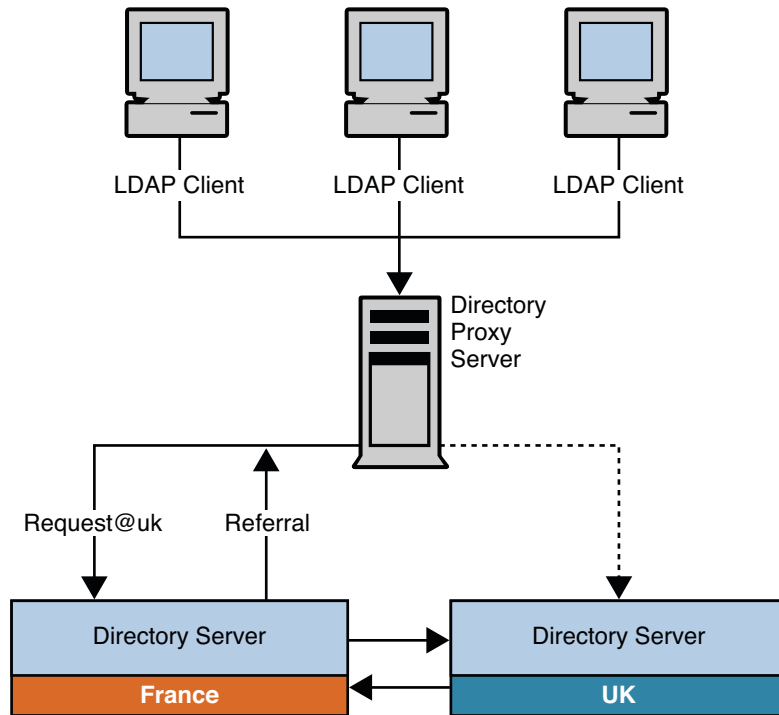 LDAP Client
LDAP Client
LDAP Client
Directory
Proxy
Server
Request@uk
Referral
Directory Server
Directory Server
France
UK